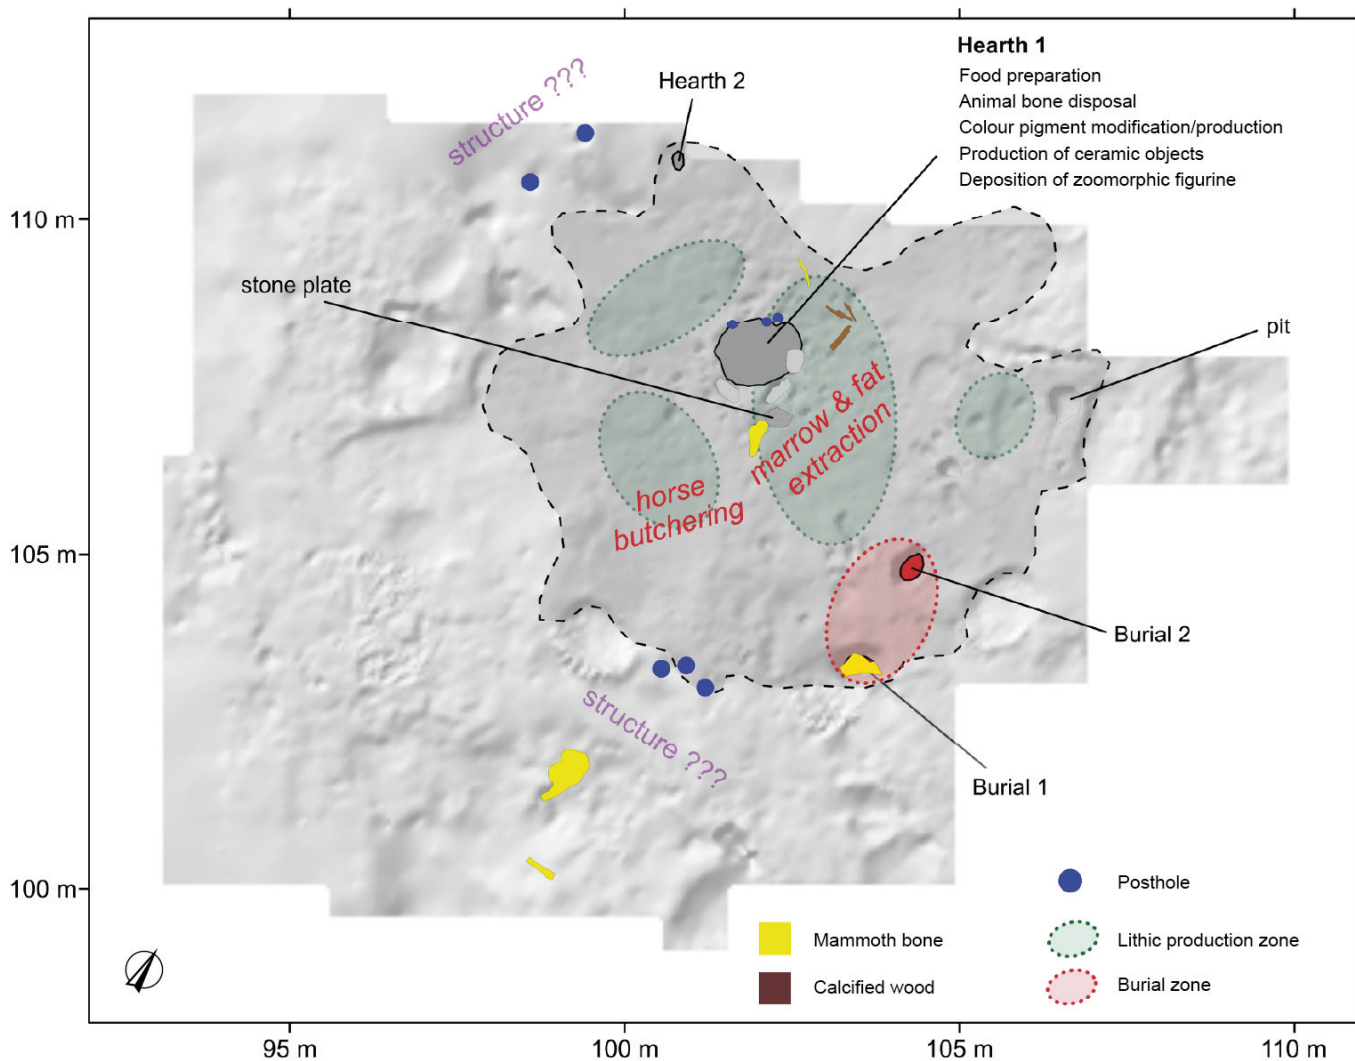 Hearth 1
Food preparation
Animal bone disposal
Colour pigment modification/production
Production of ceramic objects
Deposition of zoomorphic figurine
Hearth 2
structure ???
110 m
stone plate
pit
marrow & fat
extraction
horse
butchering
105 m
Burial 2
structure ???
Burial 1
100 m
Posthole
Mammoth bone
Lithic production zone
Calcified wood
Burial zone
95 m
100 m
105 m
110 m